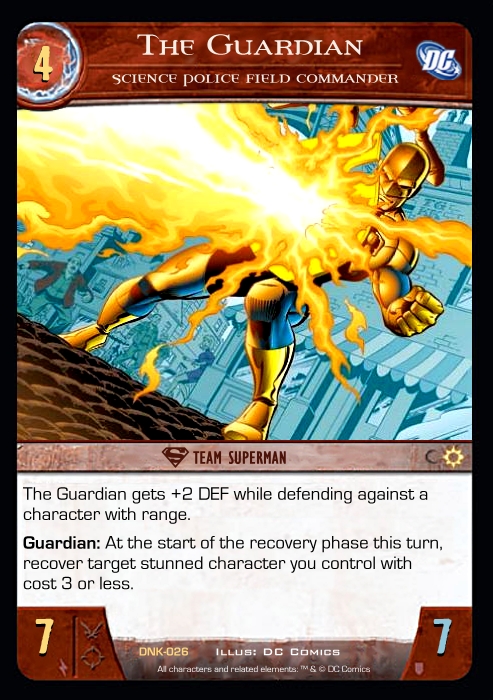 4
THE GUARDIAN
SCIENCE POLICE FIELD COMMANDER
DC
TEAM SUPERMAN
C
The Guardian gets +2 DEF while defending against a
character with range.
Guardian: At the start of the recovery phase this turn,
recover target stunned character you control with
cost 3 or less.
7
7
DNK-026 ILLUS: DC COMICS
All characters and related elements: ™ & © DC Comics